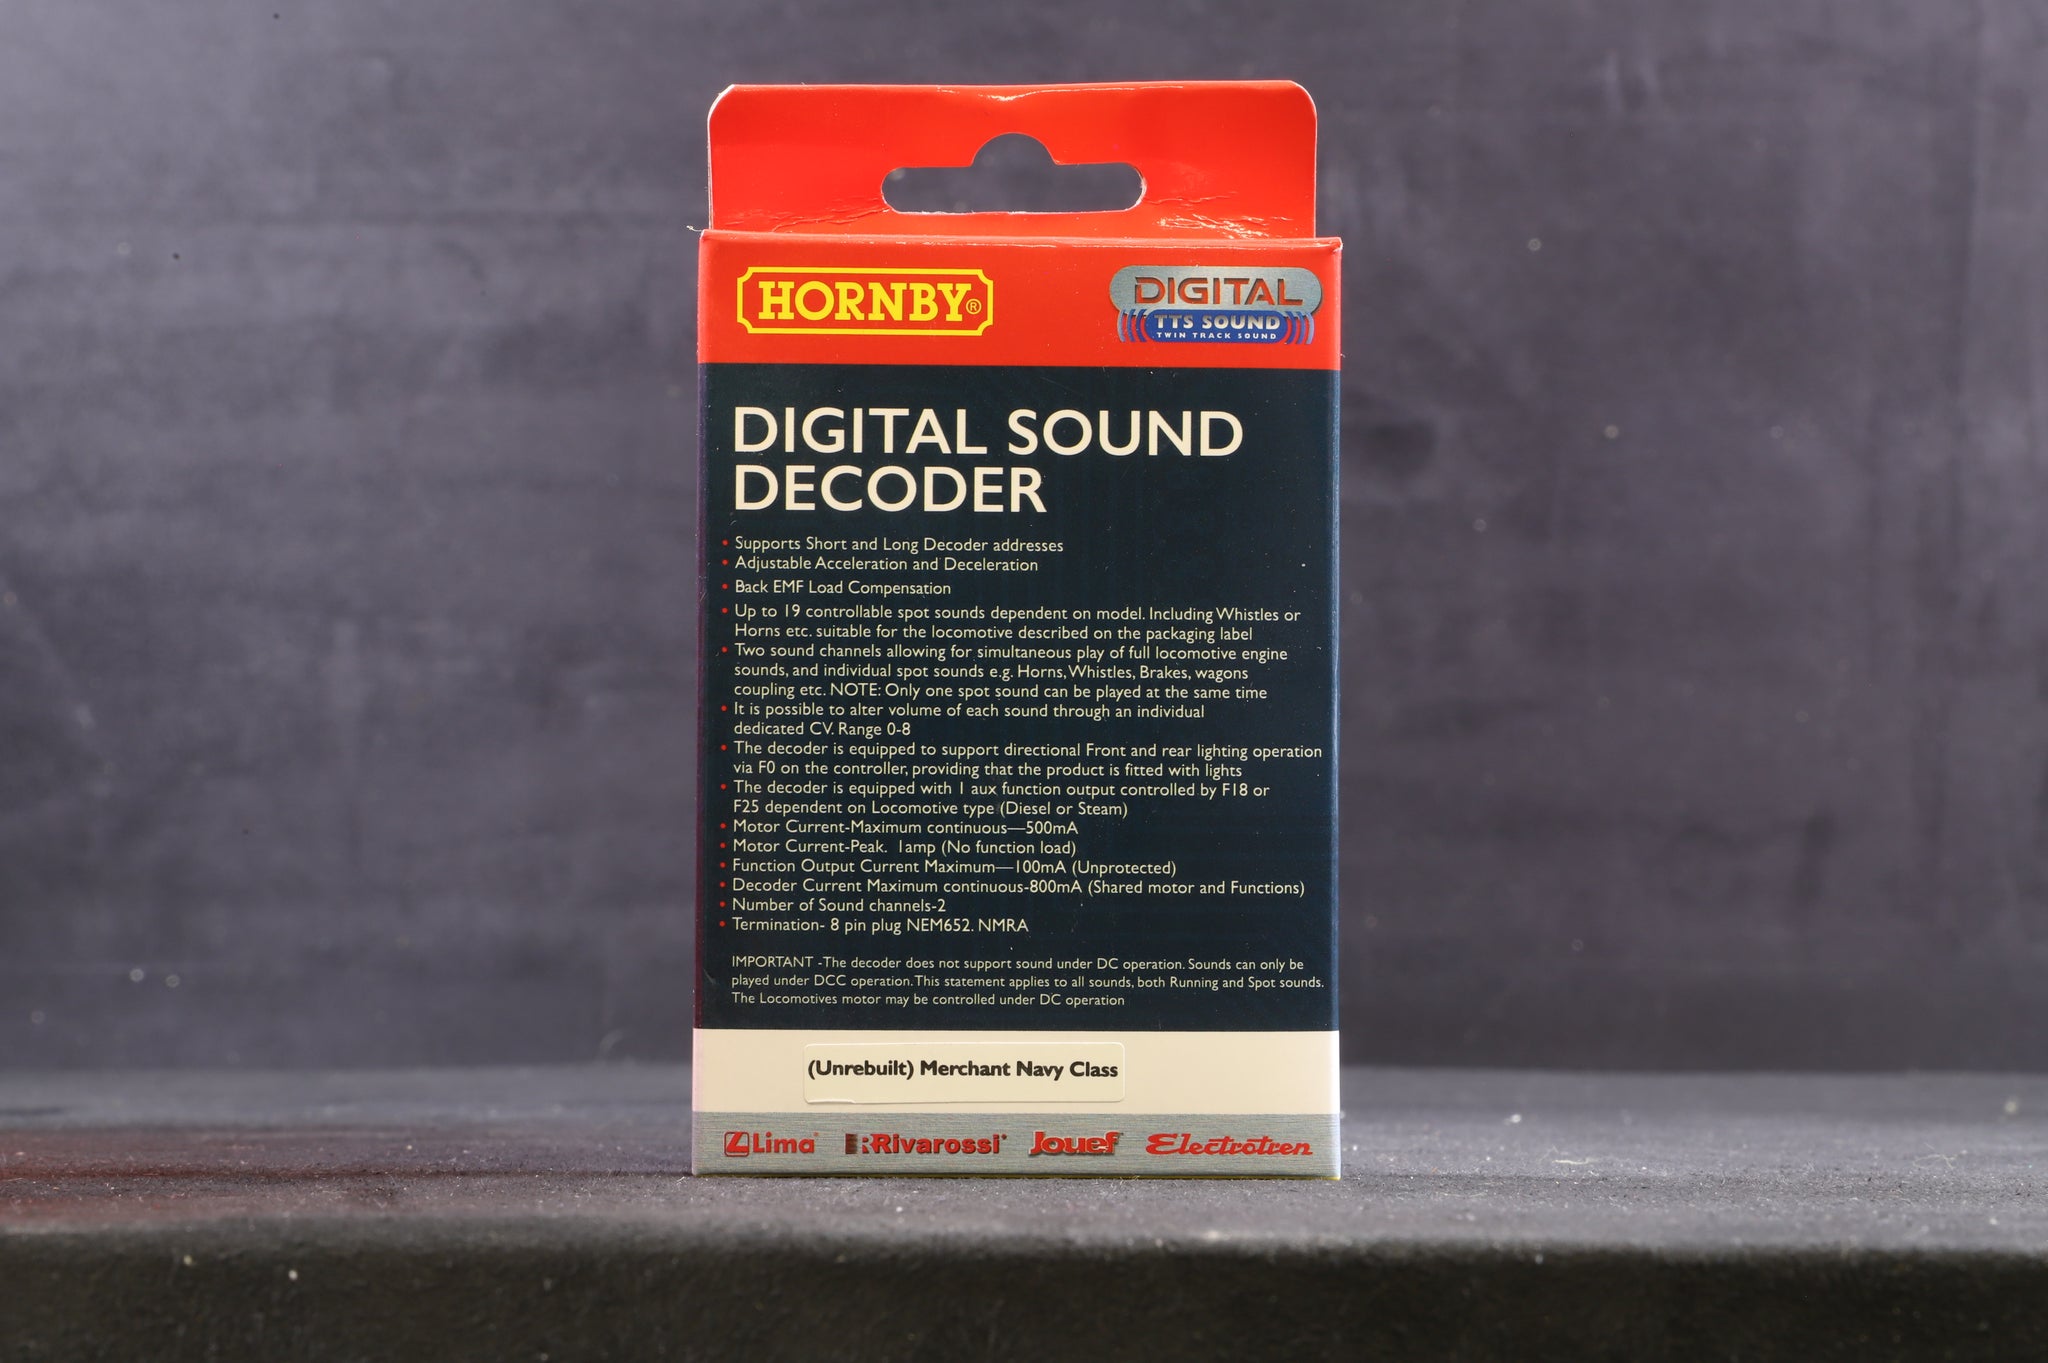 HORNBY®
DIGITAL
TTS SOUND
TWIN TRACK SOUND
DIGITAL SOUND
DECODER
• Supports Short and Long Decoder addresses
• Adjustable Acceleration and Deceleration
• Back EMF Load Compensation
• Up to 19 controllable spot sounds dependent on model. Including Whistles or
Horns etc. suitable for the locomotive described on the packaging label
• Two sound channels allowing for simultaneous play of full locomotive engine
sounds, and individual spot sounds e.g. Horns, Whistles, Brakes, wagons
coupling etc. NOTE: Only one spot sound can be played at the same time
• It is possible to alter volume of each sound through an individual
dedicated CV. Range 0-8
• The decoder is equipped to support directional Front and rear lighting operation
via F0 on the controller, providing that the product is fitted with lights
• The decoder is equipped with 1 aux function output controlled by F18 or
F25 dependent on Locomotive type (Diesel or Steam)
• Motor Current-Maximum continuous—500mA
• Motor Current-Peak. 1amp (No function load)
• Function Output Current Maximum—100mA (Unprotected)
• Decoder Current Maximum continuous-800mA (Shared motor and Functions)
• Number of Sound channels-2
• Termination- 8 pin plug NEM652. NMRA
IMPORTANT -The decoder does not support sound under DC operation. Sounds can only be
played under DCC operation. This statement applies to all sounds, both Running and Spot sounds.
The Locomotives motor may be controlled under DC operation
(Unrebuilt) Merchant Navy Class
Lima® Rivarossi® Jouef Electrotren